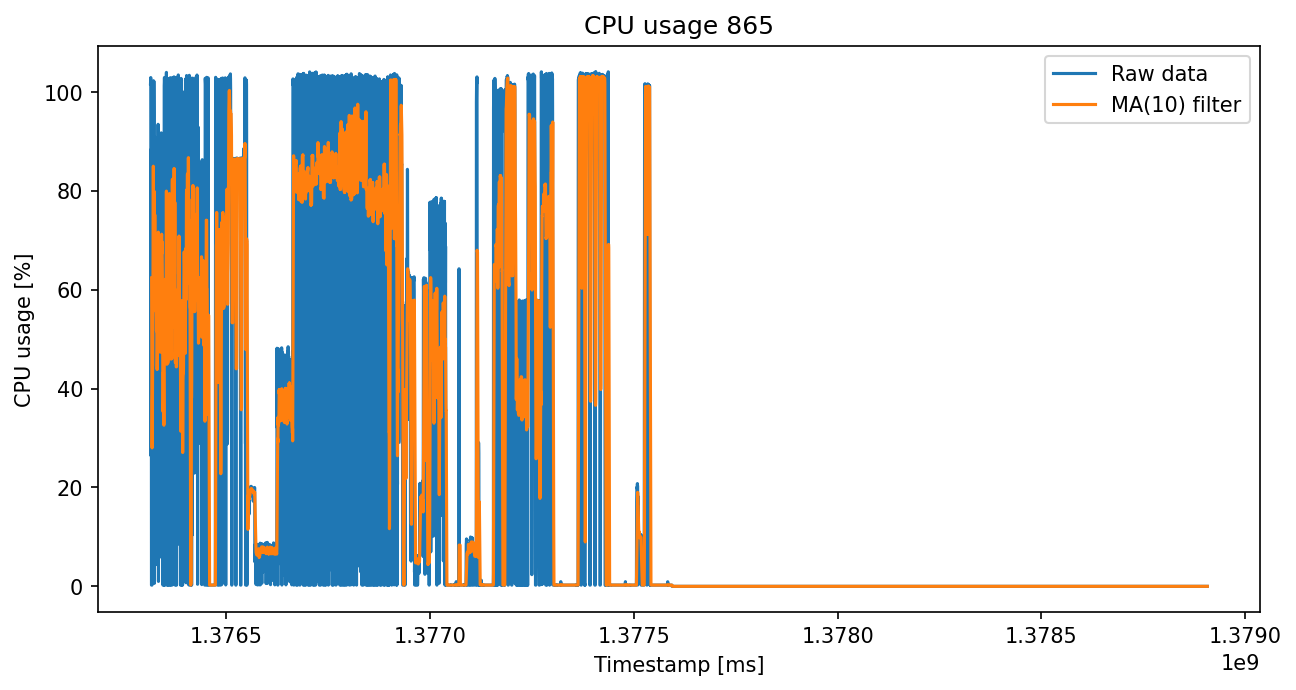 CPU usage 865
Raw data
MA(10) filter
CPU usage [%]
100
80
60
40
20
0
1.3765 1.3770 1.3775 1.3780 1.3785 1.3790
1e9
Timestamp [ms]